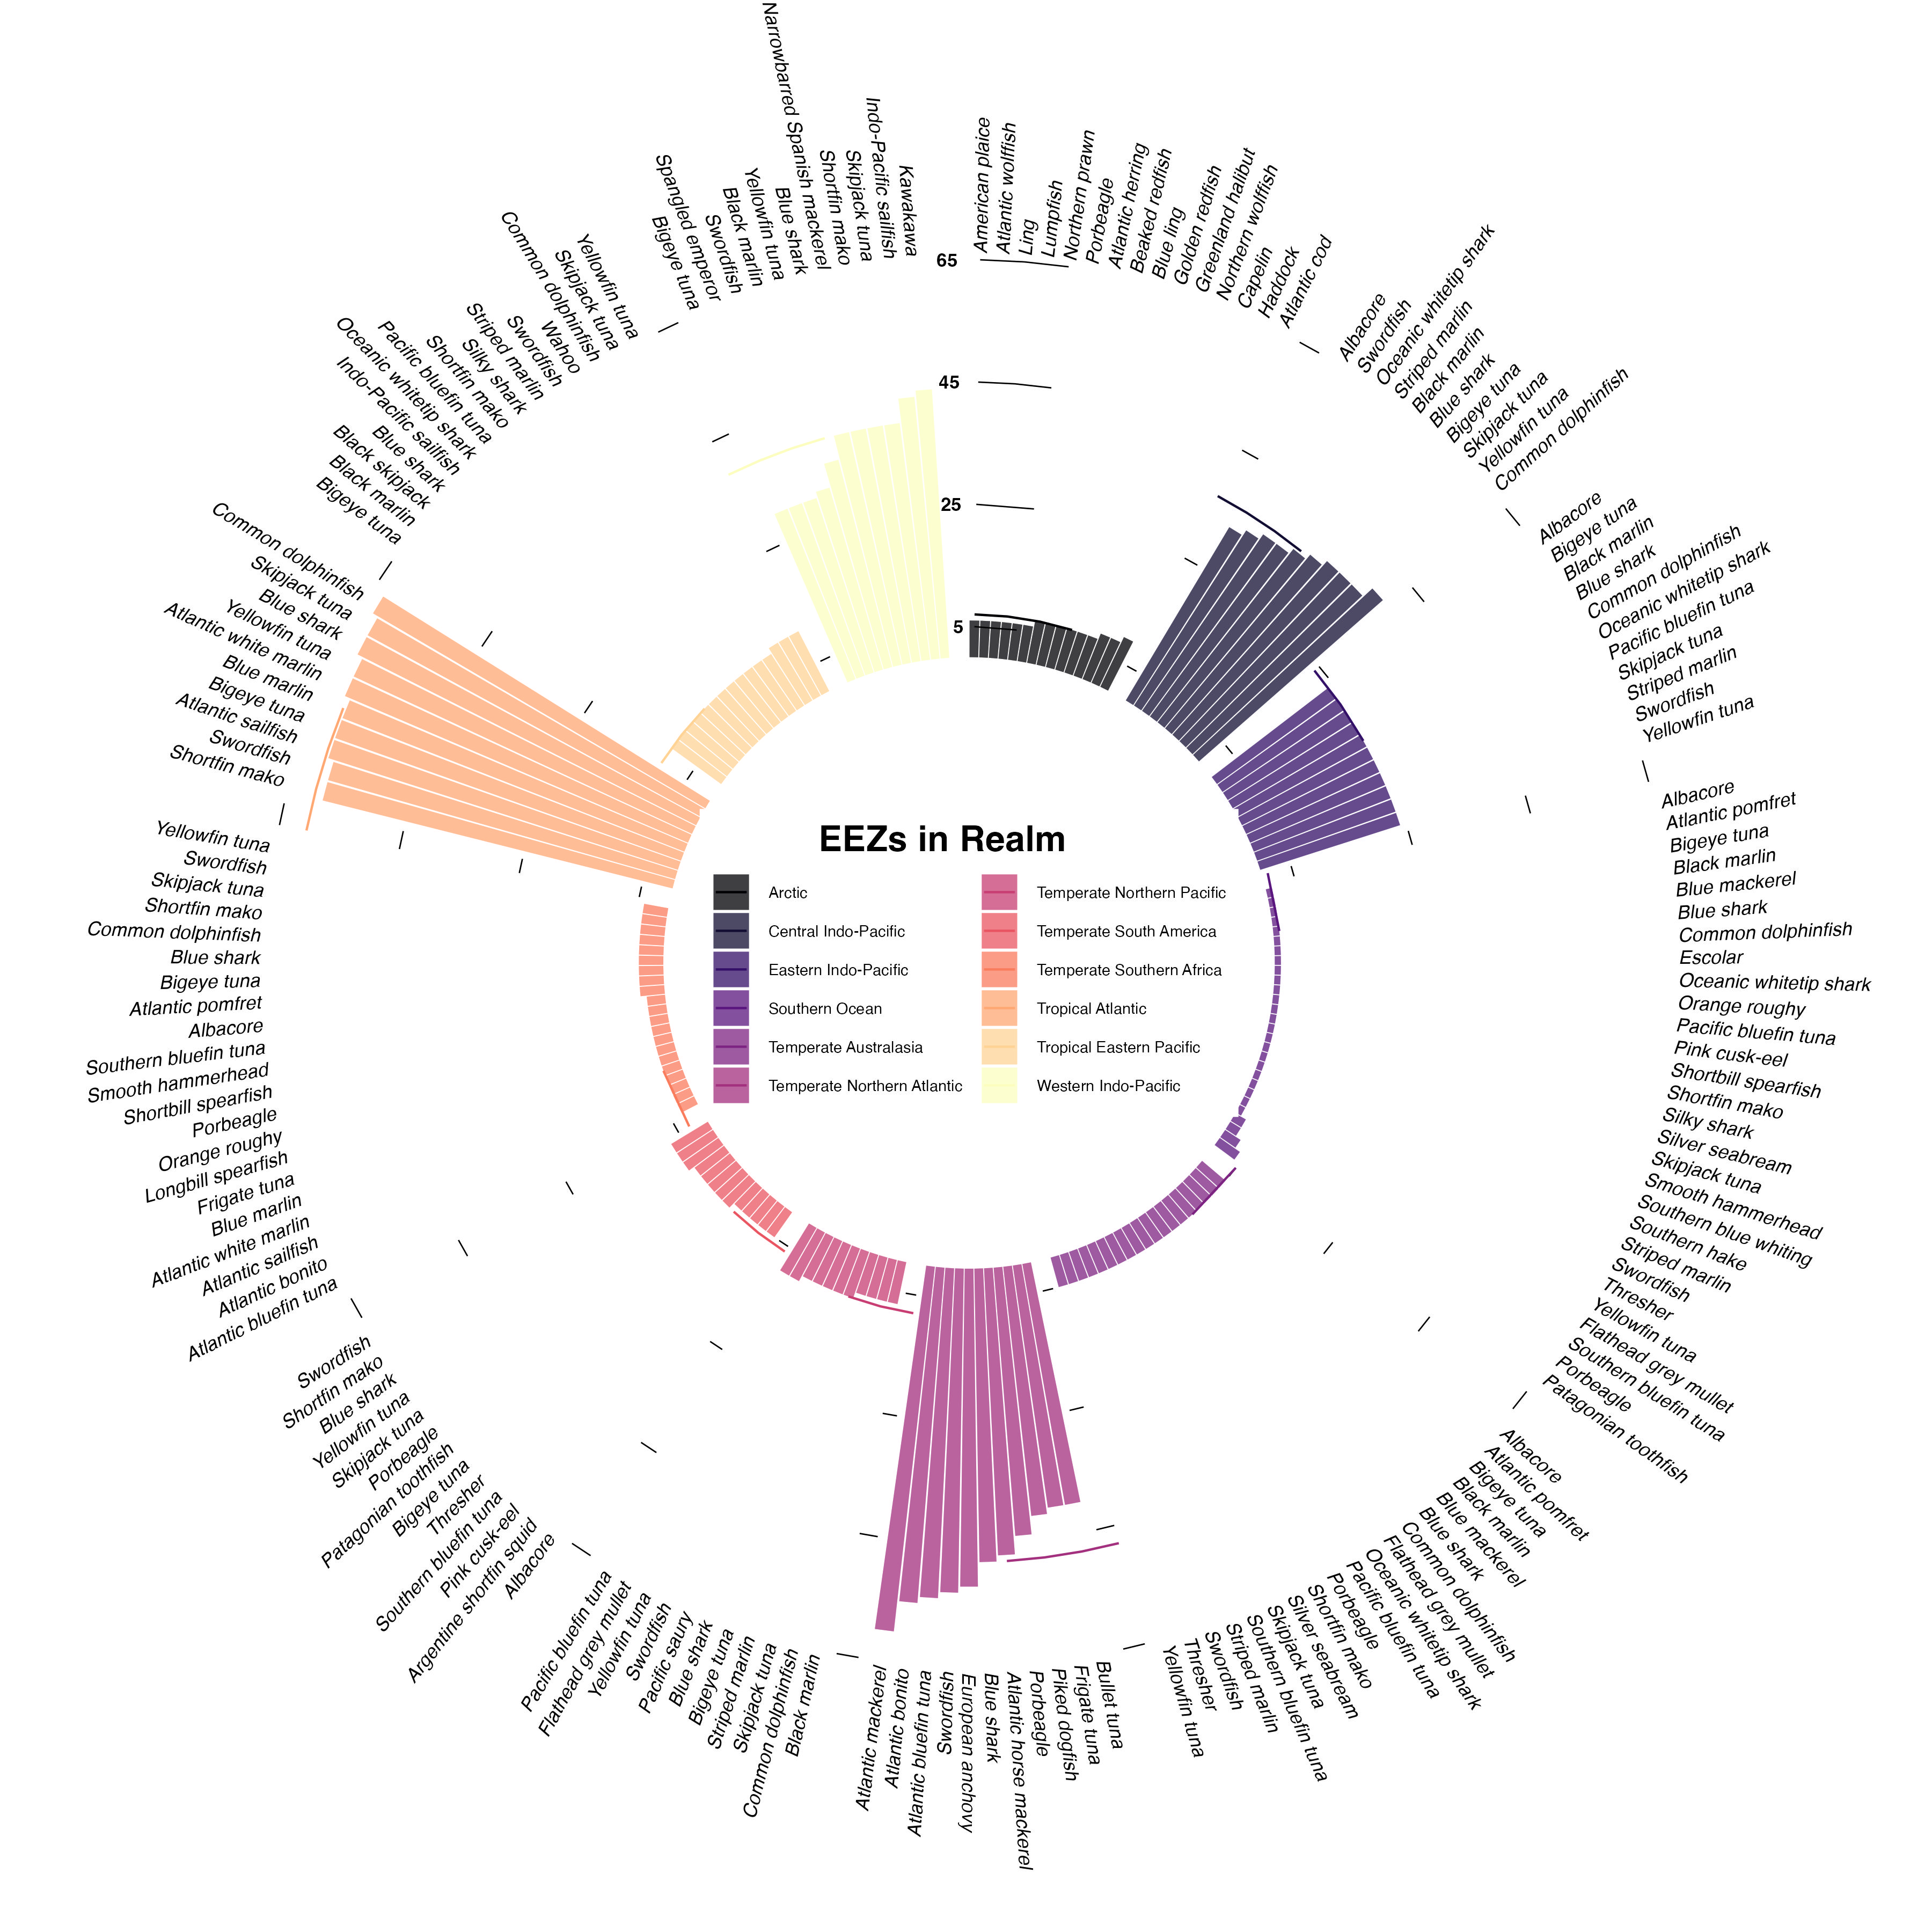 65
45
25
5
American plaice
Atlantic wolffish
Ling
Lumpfish
Northern prawn
Porbeagle
Atlantic herring
Beaked redfish
Blue ling
Golden redfish
Greenland halibut
Northern wolffish
Capelin
Haddock
Atlantic cod
Albacore
Swordfish
Oceanic whitetip shark
Striped marlin
Black marlin
Blue shark
Bigeye tuna
Skipjack tuna
Yellowfin tuna
Common dolphinfish
Albacore
Bigeye tuna
Black marlin
Blue shark
Common dolphinfish
Oceanic whitetip shark
Pacific bluefin tuna
Skipjack tuna
Striped marlin
Swordfish
Yellowfin tuna
Albacore
Atlantic pomfret
Bigeye tuna
Black marlin
Blue mackerel
Blue shark
Common dolphinfish
Escolar
Oceanic whitetip shark
Orange roughy
Pacific bluefin tuna
Pink cusk-eel
Shortbill spearfish
Shortfin mako
Silky shark
Silver seabream
Skipjack tuna
Smooth hammerhead
Southern blue whiting
Southern hake
Striped marlin
Swordfish
Thresher
Yellowfin tuna
Flathead grey mullet
Southern bluefin tuna
Porbeagle
Patagonian toothfish
Albacore
Atlantic pomfret
Bigeye tuna
Black marlin
Blue mackerel
Blue shark
Common dolphinfish
Flathead grey mullet
Oceanic whitetip shark
Pacific bluefin tuna
Porbeagle
Shortfin mako
Silver seabream
Skipjack tuna
Southern bluefin tuna
Striped marlin
Swordfish
Thresher
Yellowfin tuna
Bullet tuna
Frigate tuna
Piked dogfish
Porbeagle
Atlantic horse mackerel
Blue shark
European anchovy
Swordfish
Atlantic bluefin tuna
Atlantic bonito
Atlantic mackerel
Black marlin
Common dolphinfish
Skipjack tuna
Striped marlin
Bigeye tuna
Blue shark
Pacific saury
Swordfish
Yellowfin tuna
Flathead grey mullet
Pacific bluefin tuna
Albacore
Argentine shortfin squid
Pink cusk-eel
Southern bluefin tuna
Thresher
Bigeye tuna
Patagonian toothfish
Porbeagle
Skipjack tuna
Yellowfin tuna
Blue shark
Shortfin mako
Swordfish
Atlantic bluefin tuna
Atlantic bonito
Atlantic sailfish
Atlantic white marlin
Blue marlin
Frigate tuna
Longbill spearfish
Orange roughy
Porbeagle
Shortbill spearfish
Smooth hammerhead
Southern bluefin tuna
Albacore
Atlantic pomfret
Bigeye tuna
Blue shark
Common dolphinfish
Shortfin mako
Skipjack tuna
Swordfish
Yellowfin tuna
Shortfin mako
Swordfish
Atlantic sailfish
Bigeye tuna
Blue marlin
Atlantic white marlin
Yellowfin tuna
Blue shark
Skipjack tuna
Common dolphinfish
Bigeye tuna
Black marlin
Black skipjack
Blue shark
Indo-Pacific sailfish
Oceanic whitetip shark
Pacific bluefin tuna
Shortfin mako
Silky shark
Striped marlin
Swordfish
Wahoo
Common dolphinfish
Skipjack tuna
Yellowfin tuna
Bigeye tuna
Spangled emperor
Swordfish
Black marlin
Yellowfin tuna
Blue shark
Narrowbarred Spanish mackerel
Shortfin mako
Skipjack tuna
Indo-Pacific sailfish
Kawakawa
EEZs in Realm
Arctic
Central Indo-Pacific
Eastern Indo-Pacific
Southern Ocean
Temperate Australasia
Temperate Northern Atlantic
Temperate Northern Pacific
Temperate South America
Temperate Southern Africa
Tropical Atlantic
Tropical Eastern Pacific
Western Indo-Pacific